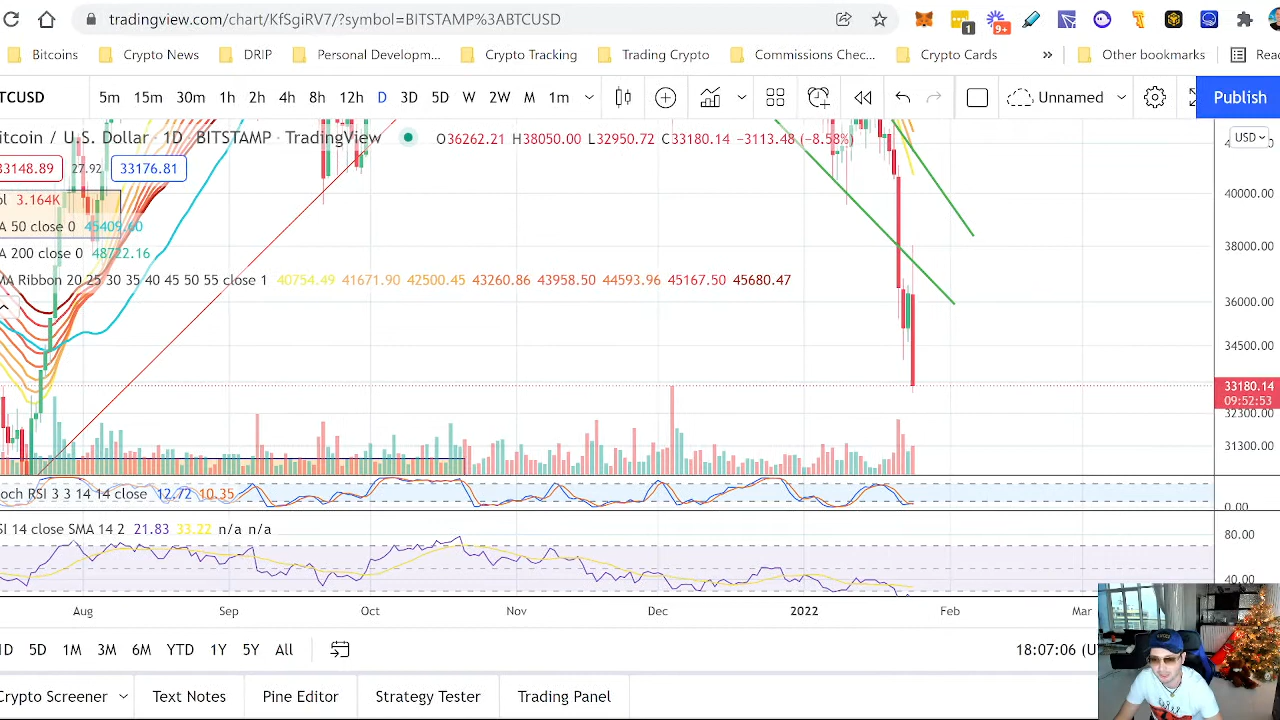 tradingview.com/chart/KfSgiRV7/?symbol=BITSTAMP%3ABTCUSD
1
9+
Bitcoins Crypto News DRIP Personal Developm... Crypto Tracking Trading Crypto Commissions Chec... Crypto Cards » Other bookmarks Rea
TCUSD 5m 15m 30m 1h 2h 4h 8h 12h D 3D 5D W 2W M 1m Unnamed Publish
itcoin / U.S. Dollar · 1D · BITSTAMP · TradingView O36262.21 H38050.00 L32950.72 C33180.14 −3113.48 (−8.58%) USD
33148.89 27.92 33176.81
ol 3.164K
A 50 close 0 45409.60
A 200 close 0 48722.16
MA Ribbon 20 25 30 35 40 45 50 55 close 1 40754.49 41671.90 42500.45 43260.86 43958.50 44593.96 45167.50 45680.47
40000.00
38000.00
36000.00
34500.00
33180.14
09:52:53
32300.00
31300.00
och RSI 3 3 14 14 close 12.72 10.35
0.00
SI 14 close SMA 14 2 21.83 33.22 n/a n/a
80.00
40.00
Aug Sep Oct Nov Dec 2022 Feb Mar
1D 5D 1M 3M 6M YTD 1Y 5Y All 18:07:06 (U
Crypto Screener Text Notes Pine Editor Strategy Tester Trading Panel